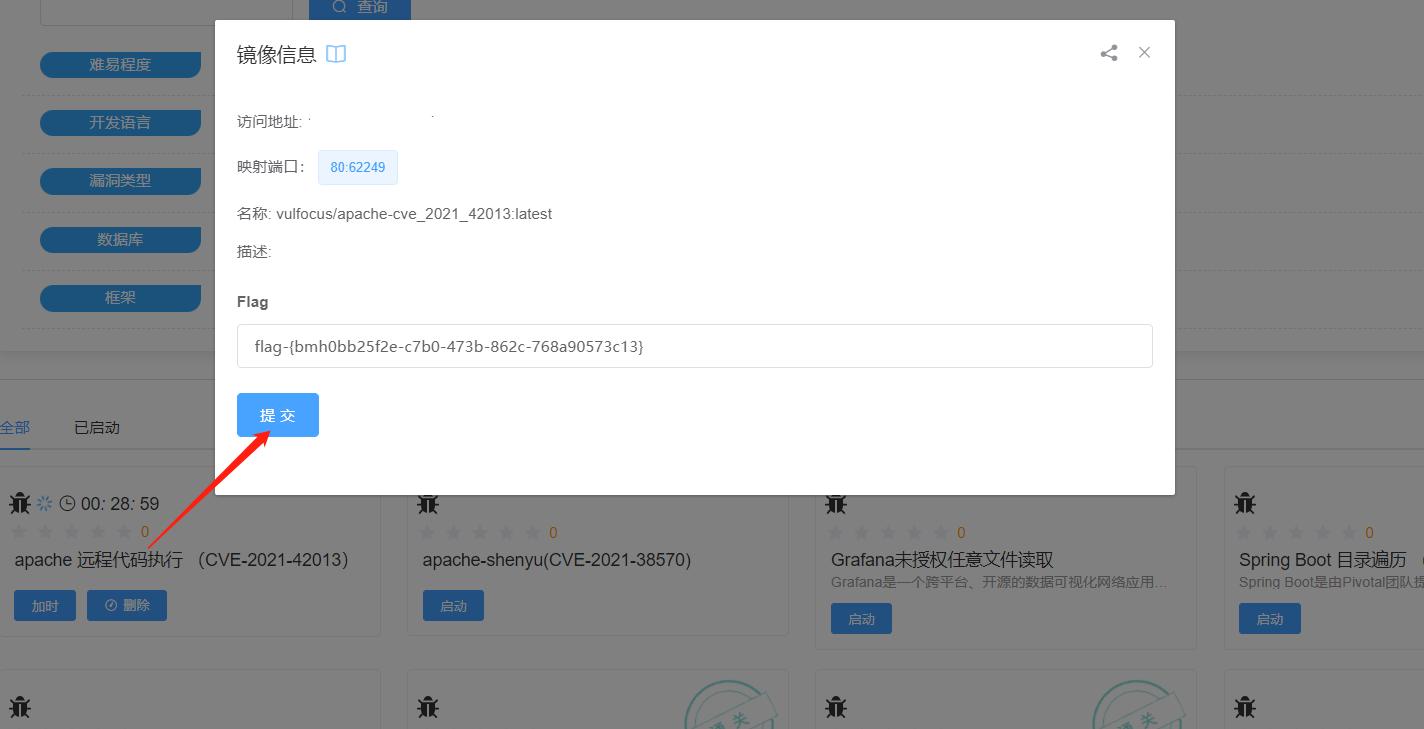 查询
镜像信息
难易程度
开发语言
漏洞类型
数据库
框架
访问地址:
映射端口：
80:62249
名称: vulfocus/apache-cve_2021_42013:latest
描述:
Flag
flag-{bmh0bb25f2e-c7b0-473b-862c-768a90573c13}
提 交
全部
已启动
00: 28: 59
0
0
0
0
apache 远程代码执行 （CVE-2021-42013）
apache-shenyu(CVE-2021-38570)
Grafana未授权任意文件读取
Spring Boot 目录遍历 （
Grafana是一个跨平台、开源的数据可视化网络应用...
Spring Boot是由Pivotal团队提
加时
删除
启动
启动
启动